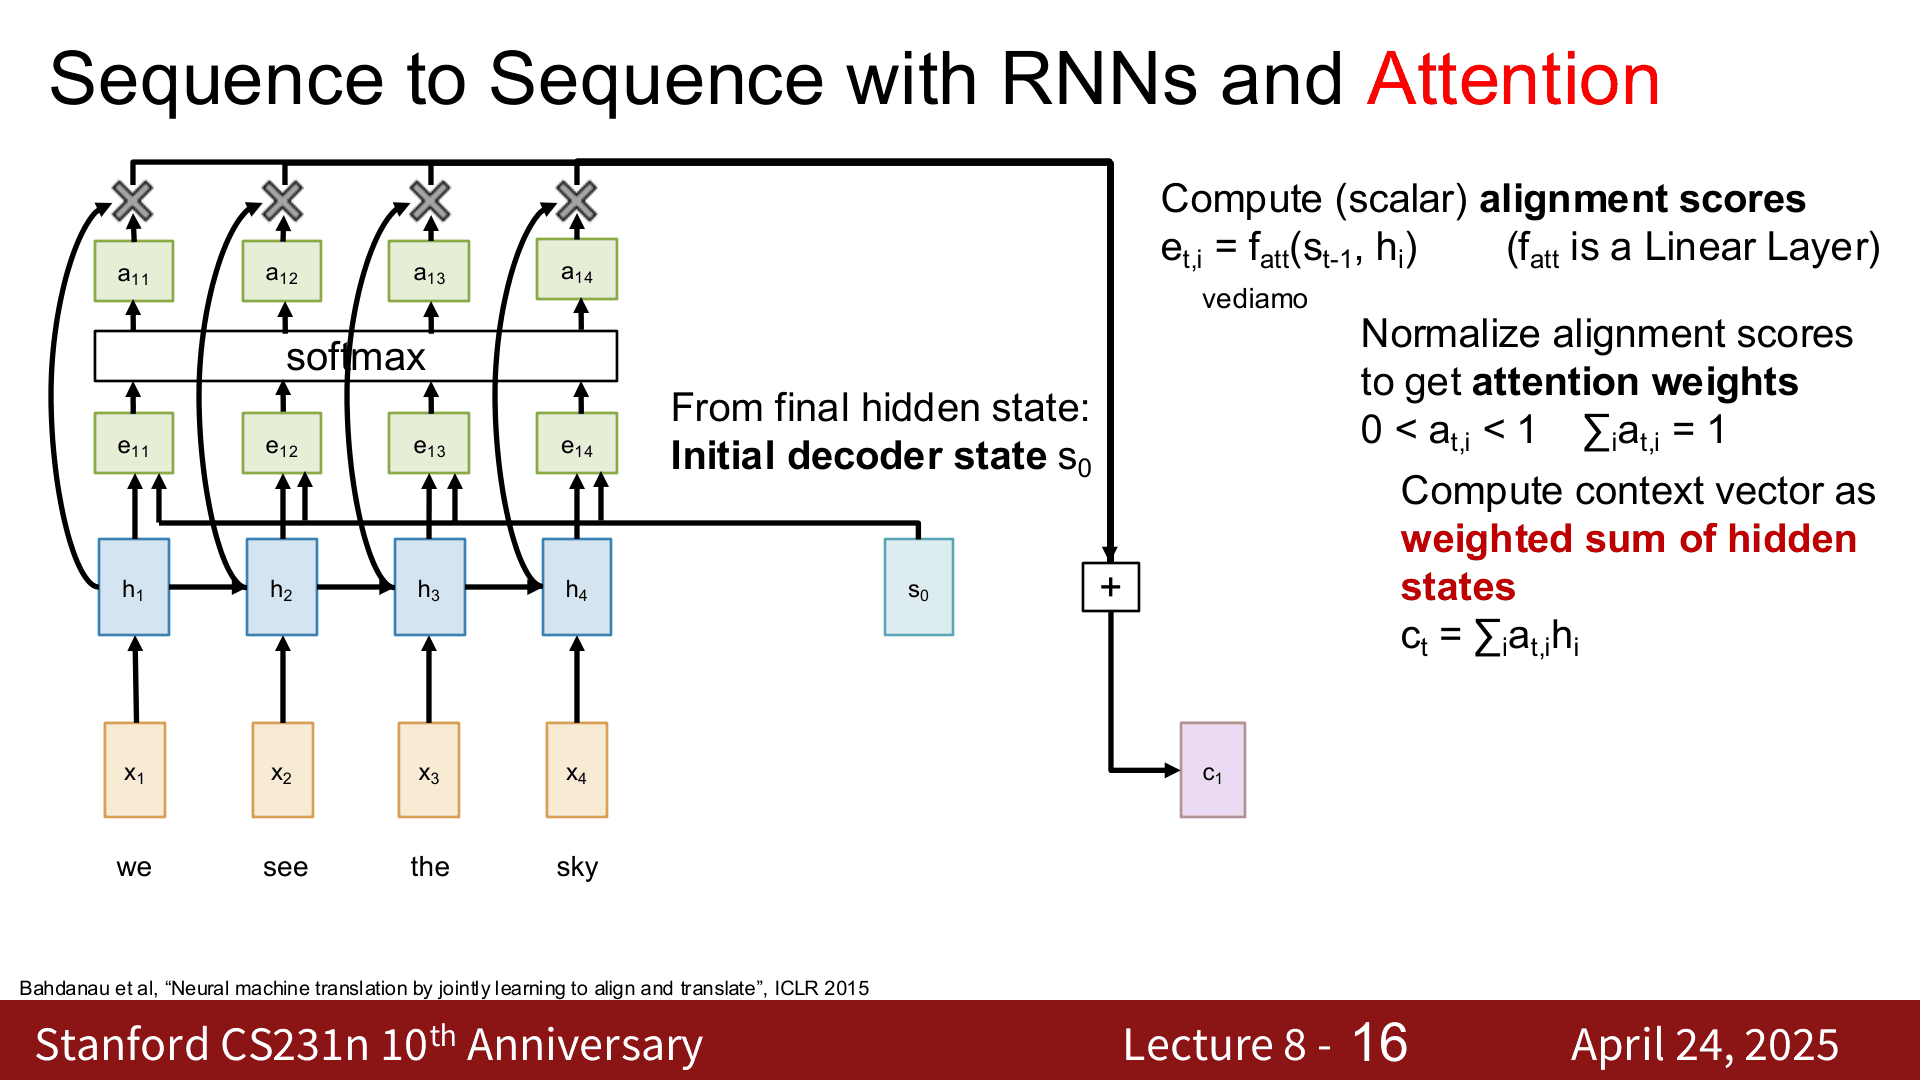 Sequence to Sequence with RNNs and Attention
a11 a12 a13 a14
softmax
e11 e12 e13 e14
h1 h2 h3 h4
x1 x2 x3 x4
we see the sky
From final hidden state:
Initial decoder state s0
s0
+
c1
Compute (scalar) alignment scores
et,i = fatt(st-1, hi) (fatt is a Linear Layer)
vediamo
Normalize alignment scores
to get attention weights
0 < at,i < 1 ∑iat,i = 1
Compute context vector as
weighted sum of hidden
states
ct = ∑iat,ihi
Bahdanau et al, “Neural machine translation by jointly learning to align and translate”, ICLR 2015
Stanford CS231n 10th Anniversary
Lecture 8 - 16
April 24, 2025